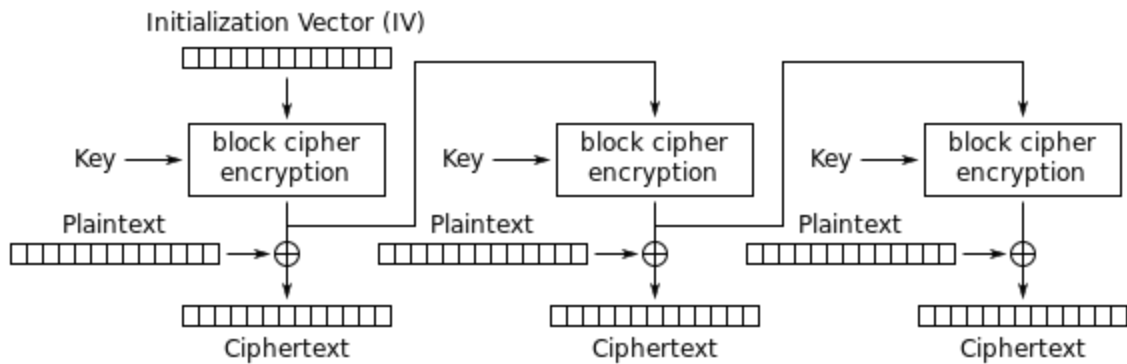 Initialization Vector (IV)
block cipher
encryption
block cipher
encryption
block cipher
encryption
Key
Key
Key
Plaintext
Plaintext
Plaintext
Ciphertext
Ciphertext
Ciphertext